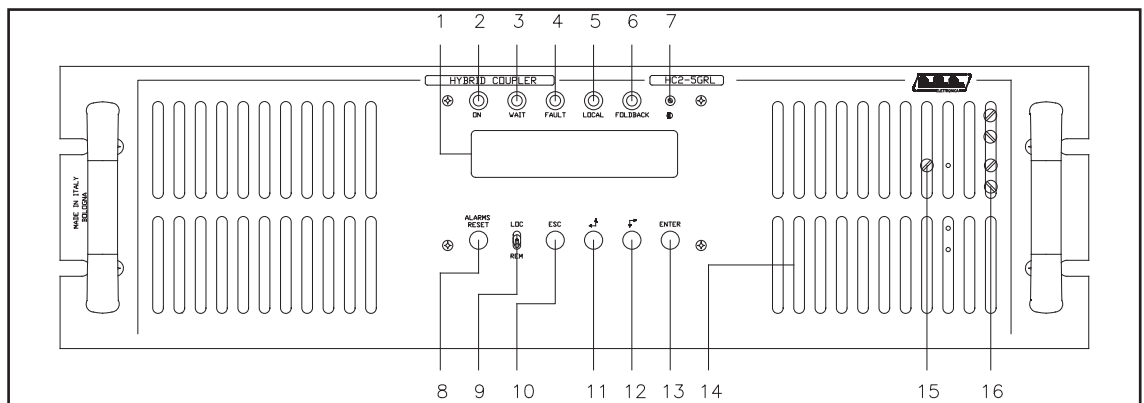 1 2 3 4 5 6 7
HYBRID COUPLER HC2-5GRL
ON WAIT FAULT LOCAL FOLDBACK
R.V.R.
ELETTRONICA
MADE IN ITALY
BOLOGNA
ALARMS
RESET
LOC
REM
ESC
ENTER
8 9 10 11 12 13 14 15 16